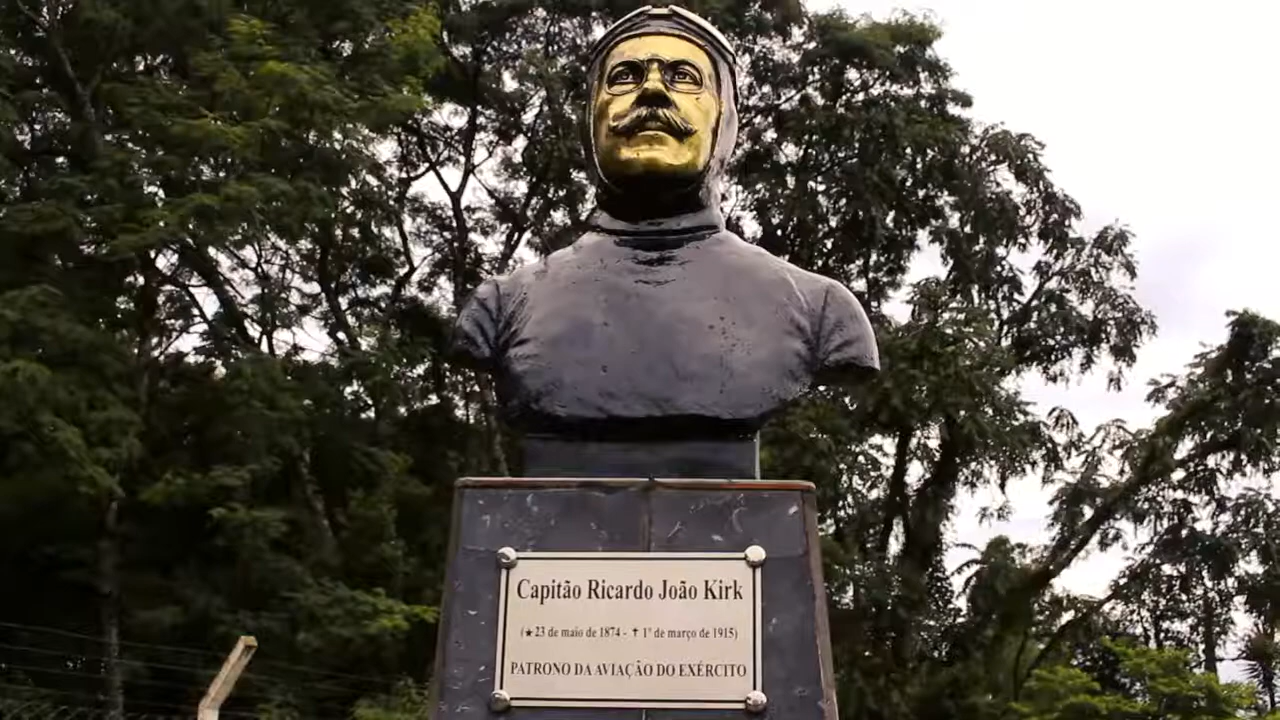 Capitão Ricardo João Kirk
(★23 de maio de 1874 - ✝ 1º de março de 1915)
PATRONO DA AVIAÇÃO DO EXÉRCITO